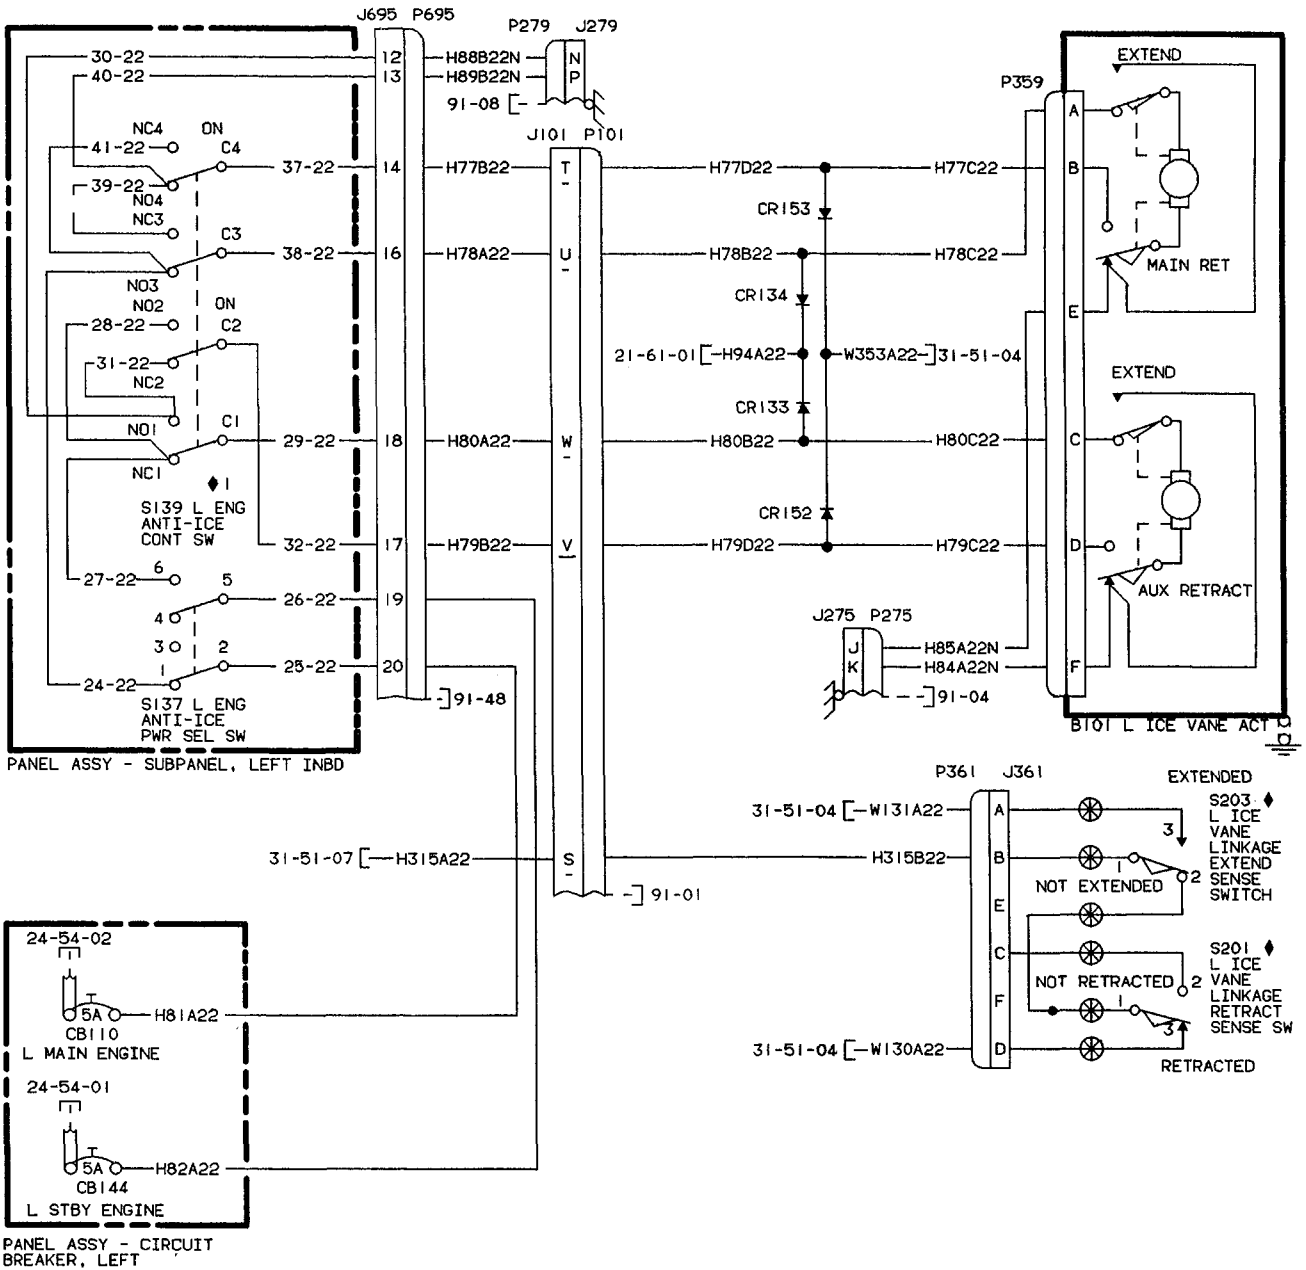 J695 P695
P279 J279
30-22
12
H88B22N
N
40-22
13
H89B22N
P
91-08
EXTEND
P359
A
NC4
ON
41-22
C4
J101 P101
37-22
14
H77B22
T
H77D22
H77C22
B
39-22
NO4
NC3
CR153
C3
38-22
16
H78A22
U
H78B22
H78C22
MAIN RET
NO3
NO2
ON
CR134
E
28-22
C2
31-22
NC2
21-61-01
H94A22
W353A22
31-51-04
EXTEND
NO1
C1
CR133
29-22
18
H80A22
W
H80B22
H80C22
C
NC1
1
S139 L ENG
ANTI-ICE
CONT SW
CR152
32-22
17
H79B22
V
H79D22
H79C22
D
27-22
6
5
26-22
19
AUX RETRACT
4
J275 P275
3
2
J
H85A22N
1
25-22
20
K
H84A22N
F
24-22
91-48
91-04
S137 L ENG
ANTI-ICE
PWR SEL SW
B101 L ICE VANE ACT
PANEL ASSY - SUBPANEL, LEFT INBD
P361 J361
EXTENDED
31-51-04
W131A22
A
3
S203
L ICE
VANE
LINKAGE
EXTEND
SENSE
SWITCH
31-51-07
H315A22
S
H315B22
B
1
2
NOT EXTENDED
91-01
E
24-54-02
C
S201
L ICE
VANE
LINKAGE
RETRACT
SENSE SW
NOT RETRACTED
2
1
F
3
5A
H81A22
CB110
L MAIN ENGINE
31-51-04
W130A22
D
RETRACTED
24-54-01
5A
H82A22
CB144
L STBY ENGINE
PANEL ASSY - CIRCUIT
BREAKER, LEFT